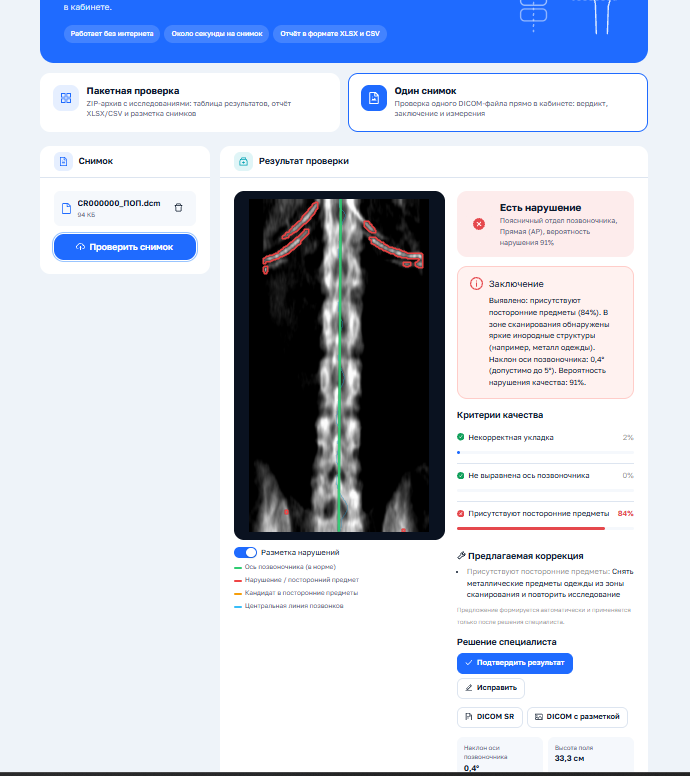 в кабинете.
Работает без интернета
Около секунды на снимок
Отчёт в формате XLSX и CSV
Пакетная проверка
ZIP-архив с исследованиями: таблица результатов, отчёт
XLSX/CSV и разметка снимков
Один снимок
Проверка одного DICOM-файла прямо в кабинете: вердикт,
заключение и измерения
Снимок
CR000000_ПОП.dcm
94 КБ
Проверить снимок
Результат проверки
Разметка нарушений
Ось позвоночника (в норме)
Нарушение / посторонний предмет
Кандидат в посторонние предметы
Центральная линия позвонков
Есть нарушение
Поясничный отдел позвоночника,
Прямая (AP), вероятность
нарушения 91%
Заключение
Выявлено: присутствуют
посторонние предметы (84%). В
зоне сканирования обнаружены
яркие инородные структуры
(например, металл одежды).
Наклон оси позвоночника: 0,4°
(допустимо до 5°). Вероятность
нарушения качества: 91%.
Критерии качества
Некорректная укладка 2%
Не выравнена ось позвоночника 0%
Присутствуют посторонние предметы 84%
Предлагаемая коррекция
Присутствуют посторонние предметы: Снять
металлические предметы одежды из зоны
сканирования и повторить исследование
Предложение формируется автоматически и применяется
только после решения специалиста.
Решение специалиста
Подтвердить результат
Исправить
DICOM SR
DICOM с разметкой
Наклон оси
позвоночника
0,4°
Высота поля
33,3 см